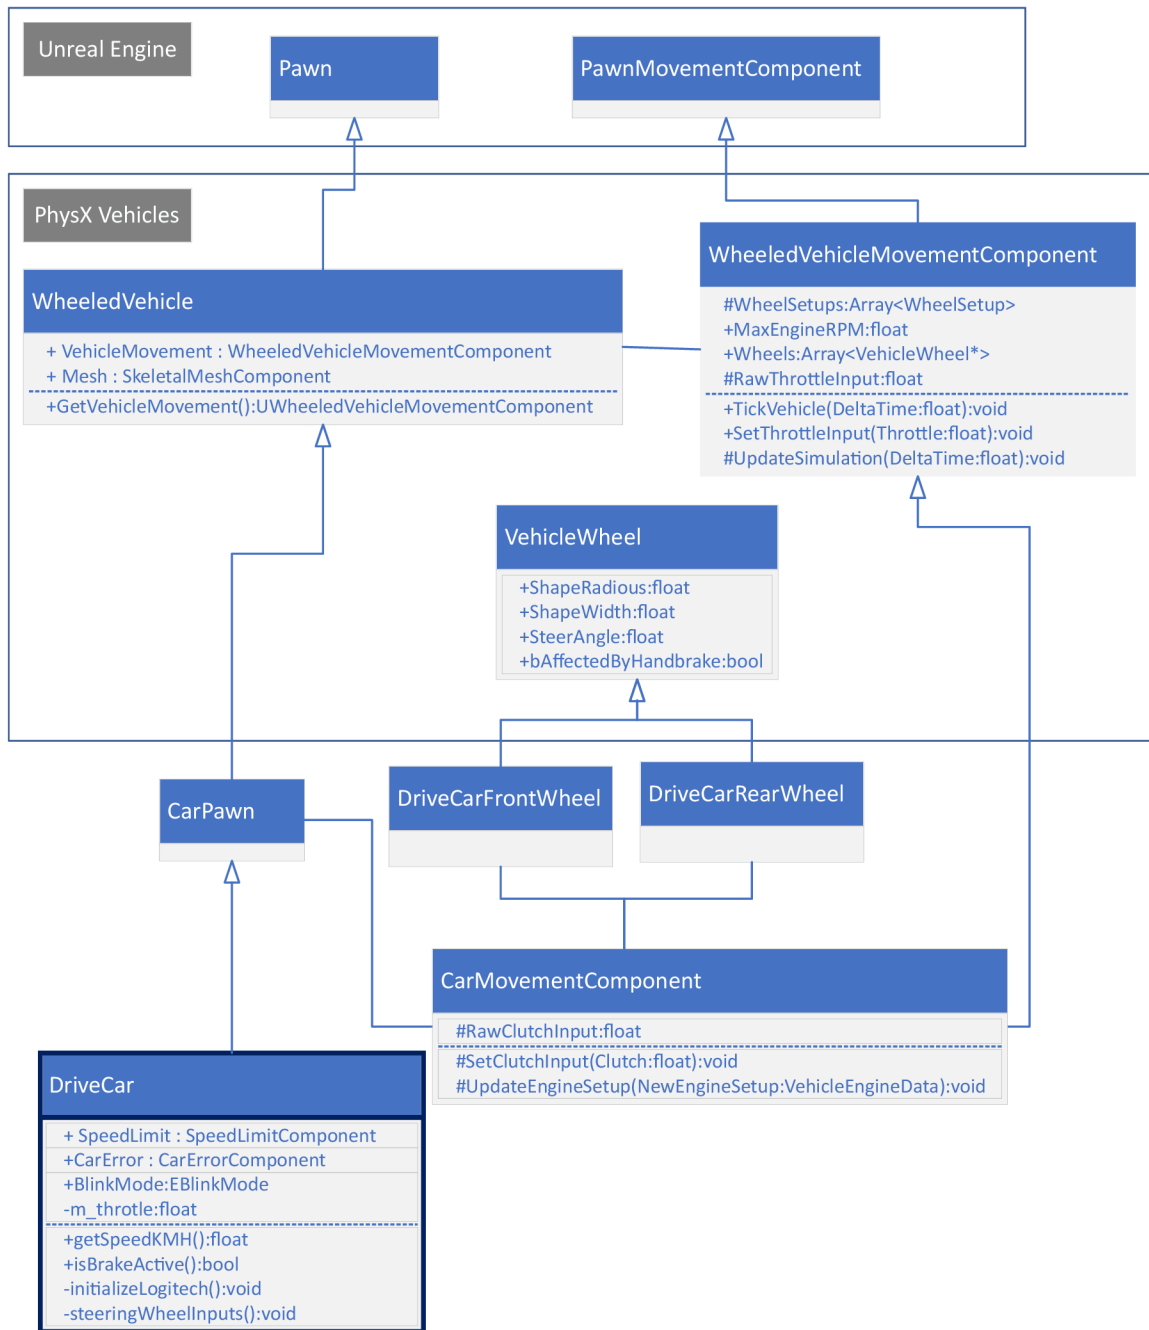 Unreal Engine
Pawn
PawnMovementComponent
PhysX Vehicles
WheeledVehicle
+ VehicleMovement : WheeledVehicleMovementComponent
+ Mesh : SkeletalMeshComponent
+GetVehicleMovement():UWheeledVehicleMovementComponent
WheeledVehicleMovementComponent
#WheelSetups:Array<WheelSetup>
+MaxEngineRPM:float
+Wheels:Array<VehicleWheel*>
#RawThrottleInput:float
+TickVehicle(DeltaTime:float):void
+SetThrottleInput(Throttle:float):void
#UpdateSimulation(DeltaTime:float):void
VehicleWheel
+ShapeRadious:float
+ShapeWidth:float
+SteerAngle:float
+bAffectedByHandbrake:bool
CarPawn
DriveCarFrontWheel
DriveCarRearWheel
CarMovementComponent
#RawClutchInput:float
#SetClutchInput(Clutch:float):void
#UpdateEngineSetup(NewEngineSetup:VehicleEngineData):void
DriveCar
+ SpeedLimit : SpeedLimitComponent
+CarError : CarErrorComponent
+BlinkMode:EBlinkMode
-m_throtle:float
+getSpeedKMH():float
+isBrakeActive():bool
-initializeLogitech():void
-steeringWheelInputs():void